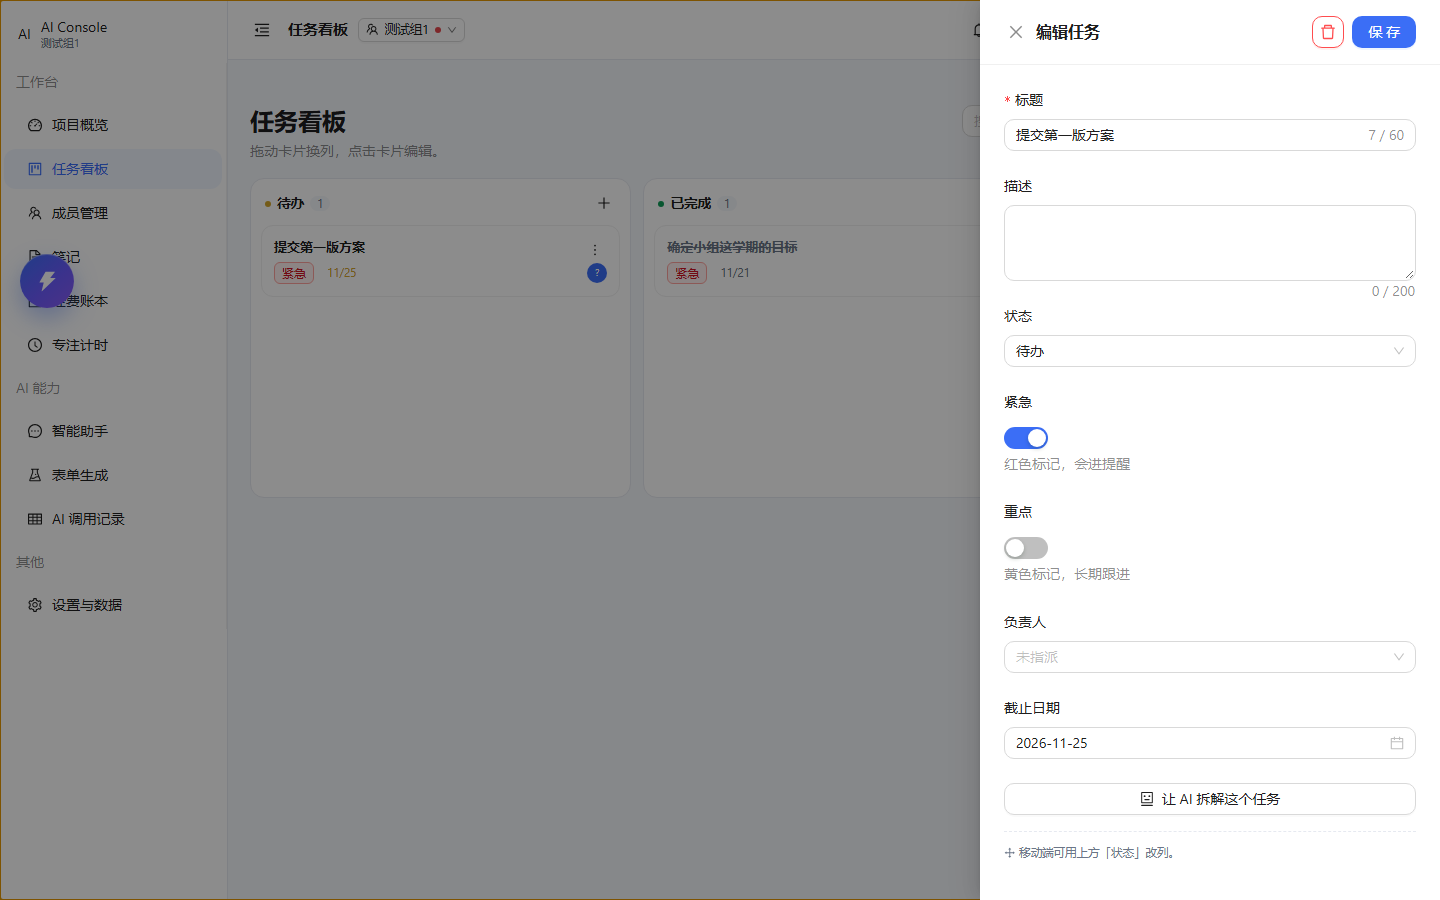 AI
AI Console
测试组1
工作台
项目概览
任务看板
成员管理
笔记
费账本
专注计时
AI 能力
智能助手
表单生成
AI 调用记录
其他
设置与数据
任务看板
测试组1
任务看板
拖动卡片换列，点击卡片编辑。
待办 1
提交第一版方案
紧急 11/25
?
已完成 1
确定小组这学期的目标
紧急 11/21
编辑任务
保存
* 标题
提交第一版方案 7 / 60
描述
0 / 200
状态
待办
紧急
红色标记，会进提醒
重点
黄色标记，长期跟进
负责人
未指派
截止日期
2026-11-25
让 AI 拆解这个任务
移动端可用上方「状态」改列。